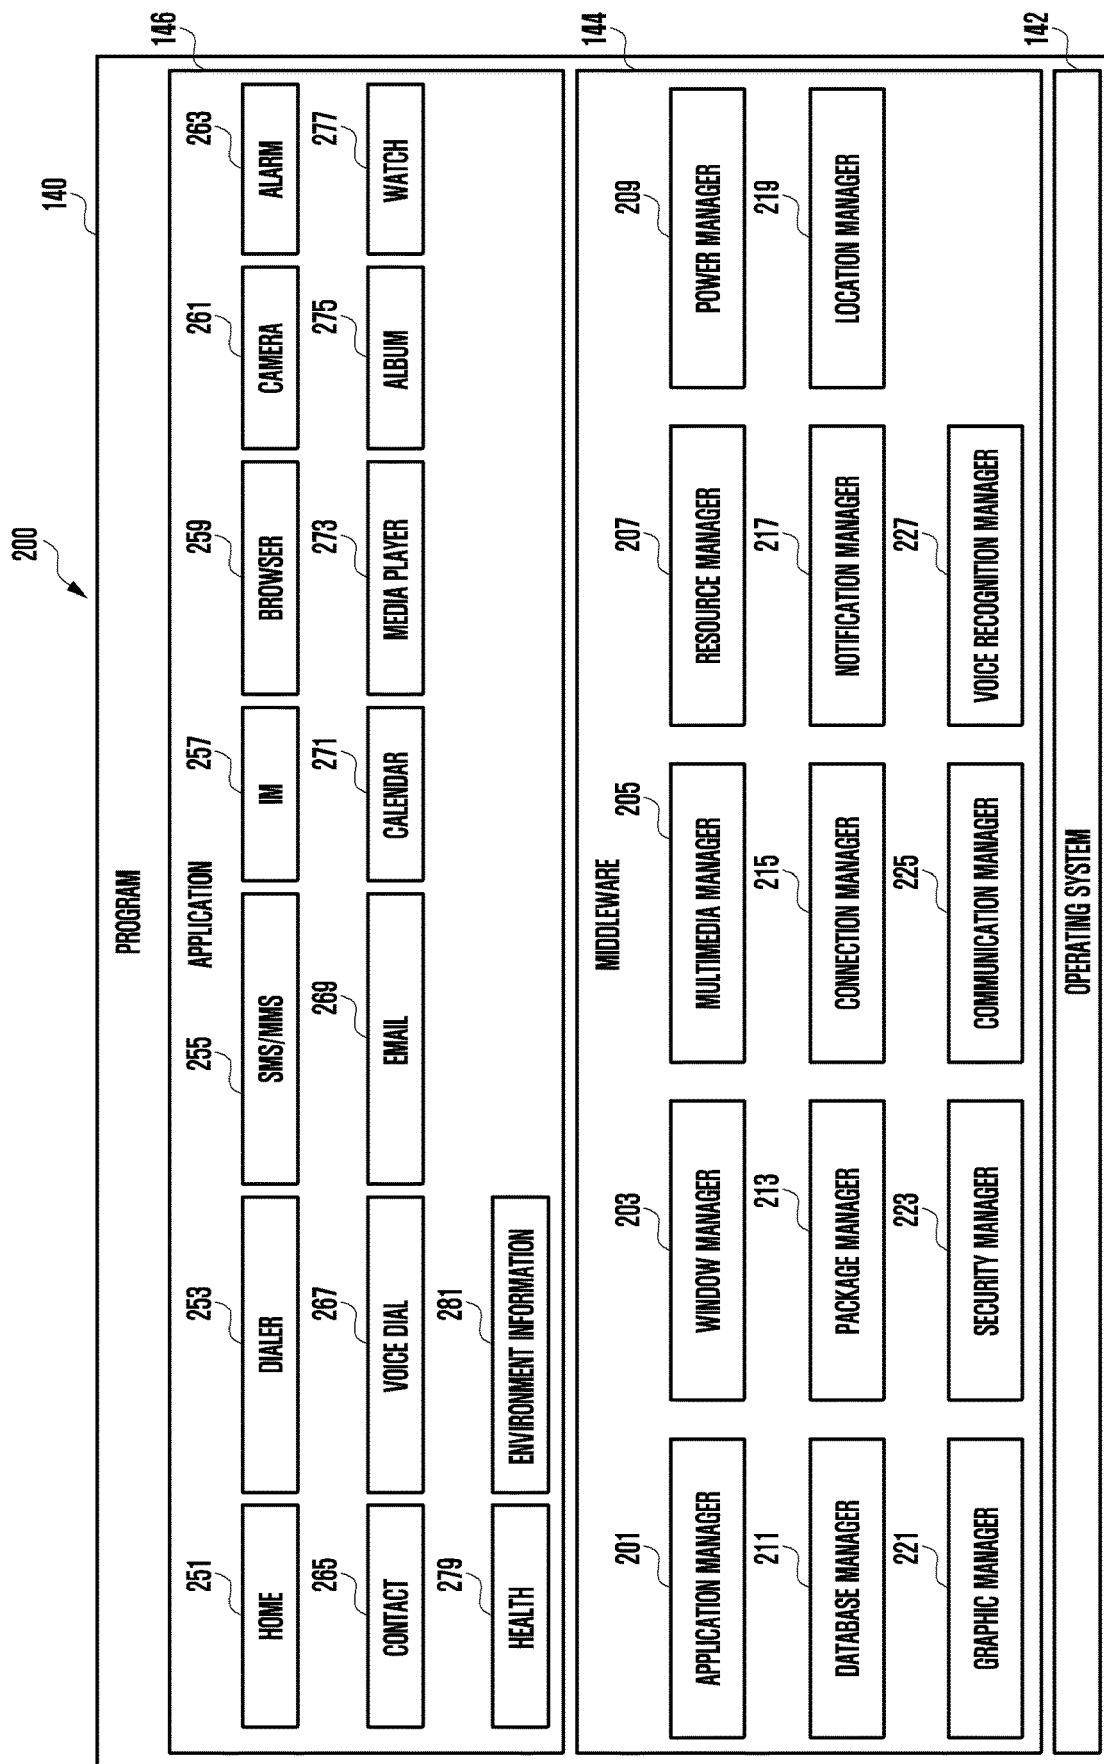 200
140
PROGRAM
146
APPLICATION
251 253 255 257 259 261 263
HOME DIALER SMS/MMS IM BROWSER CAMERA ALARM
265 267 269 271 273 275 277
CONTACT VOICE DIAL EMAIL CALENDAR MEDIA PLAYER ALBUM WATCH
279 281
HEALTH ENVIRONMENT INFORMATION
144
MIDDLEWARE
201 203 205 207 209
APPLICATION MANAGER WINDOW MANAGER MULTIMEDIA MANAGER RESOURCE MANAGER POWER MANAGER
211 213 215 217 219
DATABASE MANAGER PACKAGE MANAGER CONNECTION MANAGER NOTIFICATION MANAGER LOCATION MANAGER
221 223 225 227
GRAPHIC MANAGER SECURITY MANAGER COMMUNICATION MANAGER VOICE RECOGNITION MANAGER
142
OPERATING SYSTEM